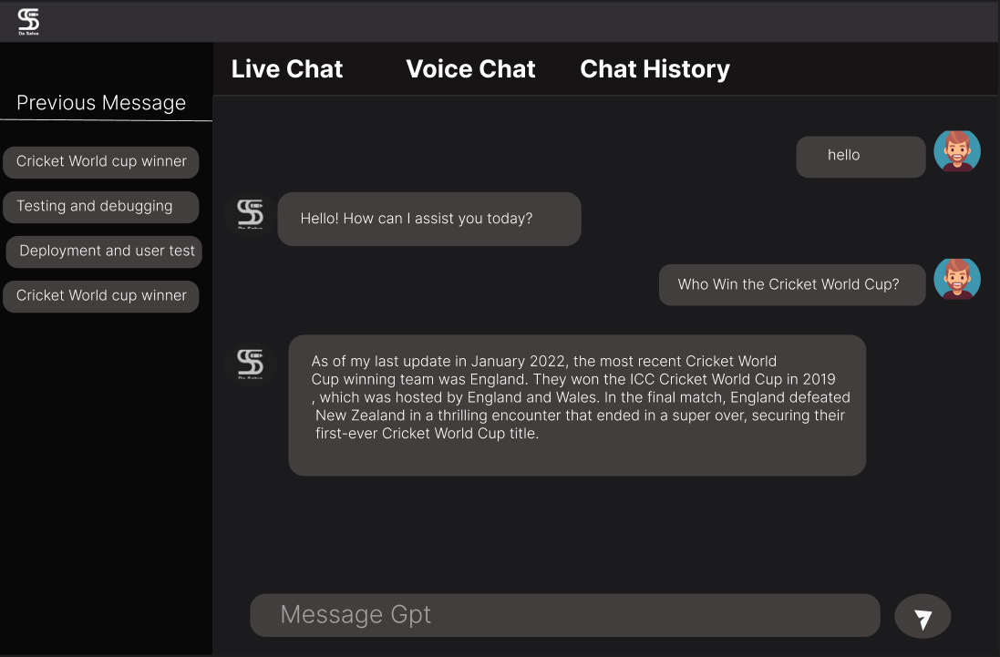 Da Salva
Live Chat
Voice Chat
Chat History
Previous Message
Cricket World cup winner
Testing and debugging
Deployment and user test
Cricket World cup winner
hello
Hello! How can I assist you today?
Who Win the Cricket World Cup?
As of my last update in January 2022, the most recent Cricket World
Cup winning team was England. They won the ICC Cricket World Cup in 2019
, which was hosted by England and Wales. In the final match, England defeated
New Zealand in a thrilling encounter that ended in a super over, securing their
first-ever Cricket World Cup title.
Message Gpt